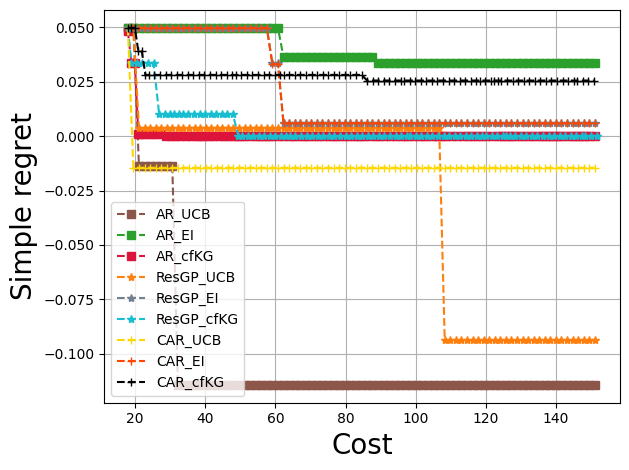 0.050
0.025
0.000
−0.025
−0.050
−0.075
−0.100
Simple regret
AR_UCB
AR_EI
AR_cfKG
ResGP_UCB
ResGP_EI
ResGP_cfKG
CAR_UCB
CAR_EI
CAR_cfKG
20 40 60 80 100 120 140
Cost